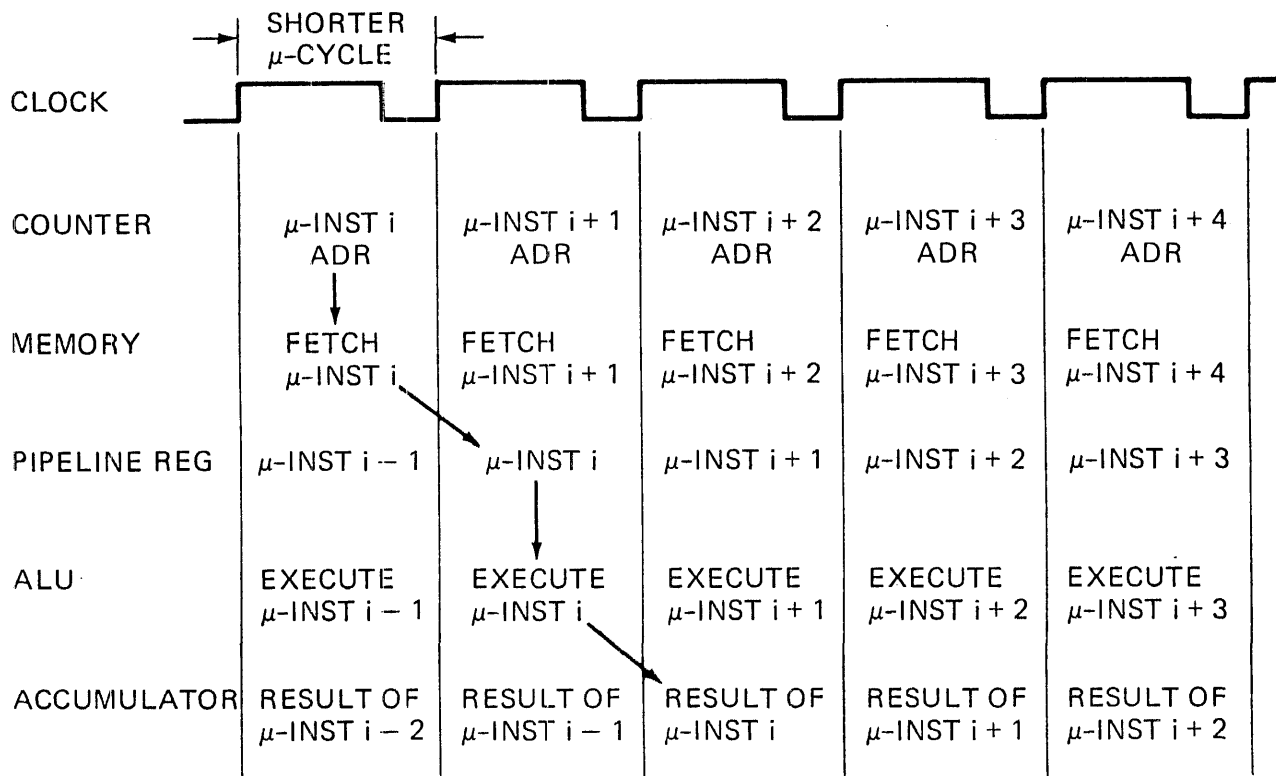 SHORTER
μ-CYCLE
CLOCK
COUNTER
μ-INST i
ADR
μ-INST i + 1
ADR
μ-INST i + 2
ADR
μ-INST i + 3
ADR
μ-INST i + 4
ADR
MEMORY
FETCH
μ-INST i
FETCH
μ-INST i + 1
FETCH
μ-INST i + 2
FETCH
μ-INST i + 3
FETCH
μ-INST i + 4
PIPELINE REG
μ-INST i − 1
μ-INST i
μ-INST i + 1
μ-INST i + 2
μ-INST i + 3
ALU
EXECUTE
μ-INST i − 1
EXECUTE
μ-INST i
EXECUTE
μ-INST i + 1
EXECUTE
μ-INST i + 2
EXECUTE
μ-INST i + 3
ACCUMULATOR
RESULT OF
μ-INST i − 2
RESULT OF
μ-INST i − 1
RESULT OF
μ-INST i
RESULT OF
μ-INST i + 1
RESULT OF
μ-INST i + 2